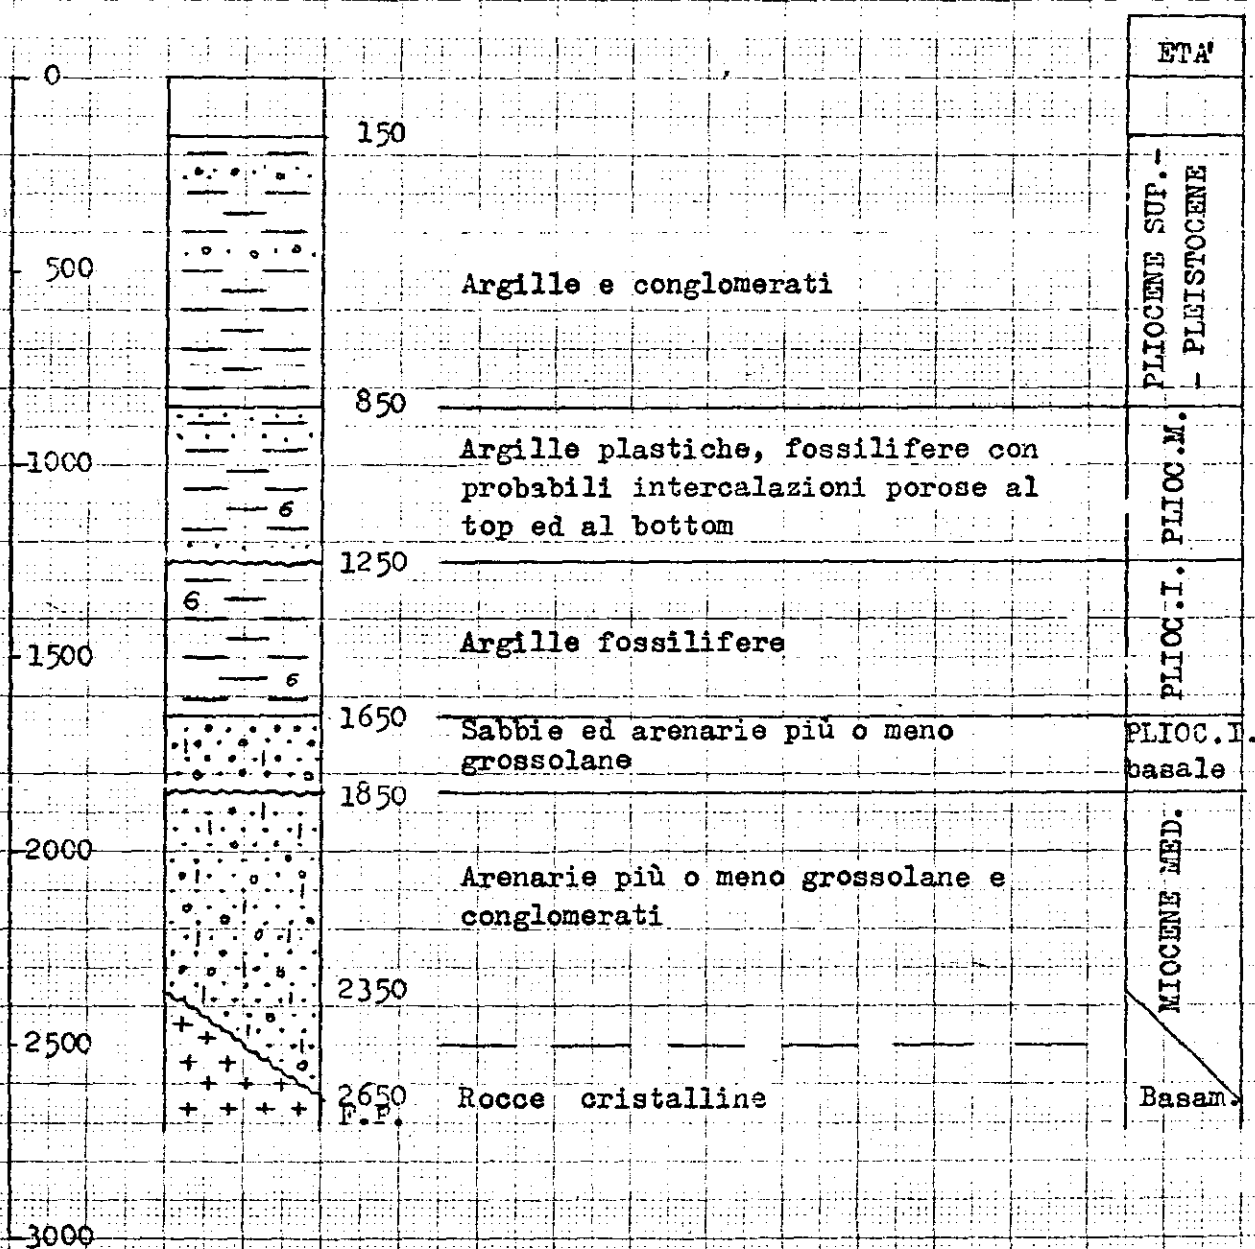 ETA'
0
150
PLIOCENE SUP.-
- PLEISTOCENE
500
Argille e conglomerati
850
Argille plastiche, fossilifere con
probabili intercalazioni porose al
top ed al bottom
PLIOC.M.
1000
1250
Argille fossilifere
PLIOC.I.
1500
1650
Sabbie ed arenarie più o meno
grossolane
PLIOC.I.
basale
1850
2000
Arenarie più o meno grossolane e
conglomerati
MIOCENE MED.
2350
2500
2650
F.P.
Rocce cristalline
Basam.
3000